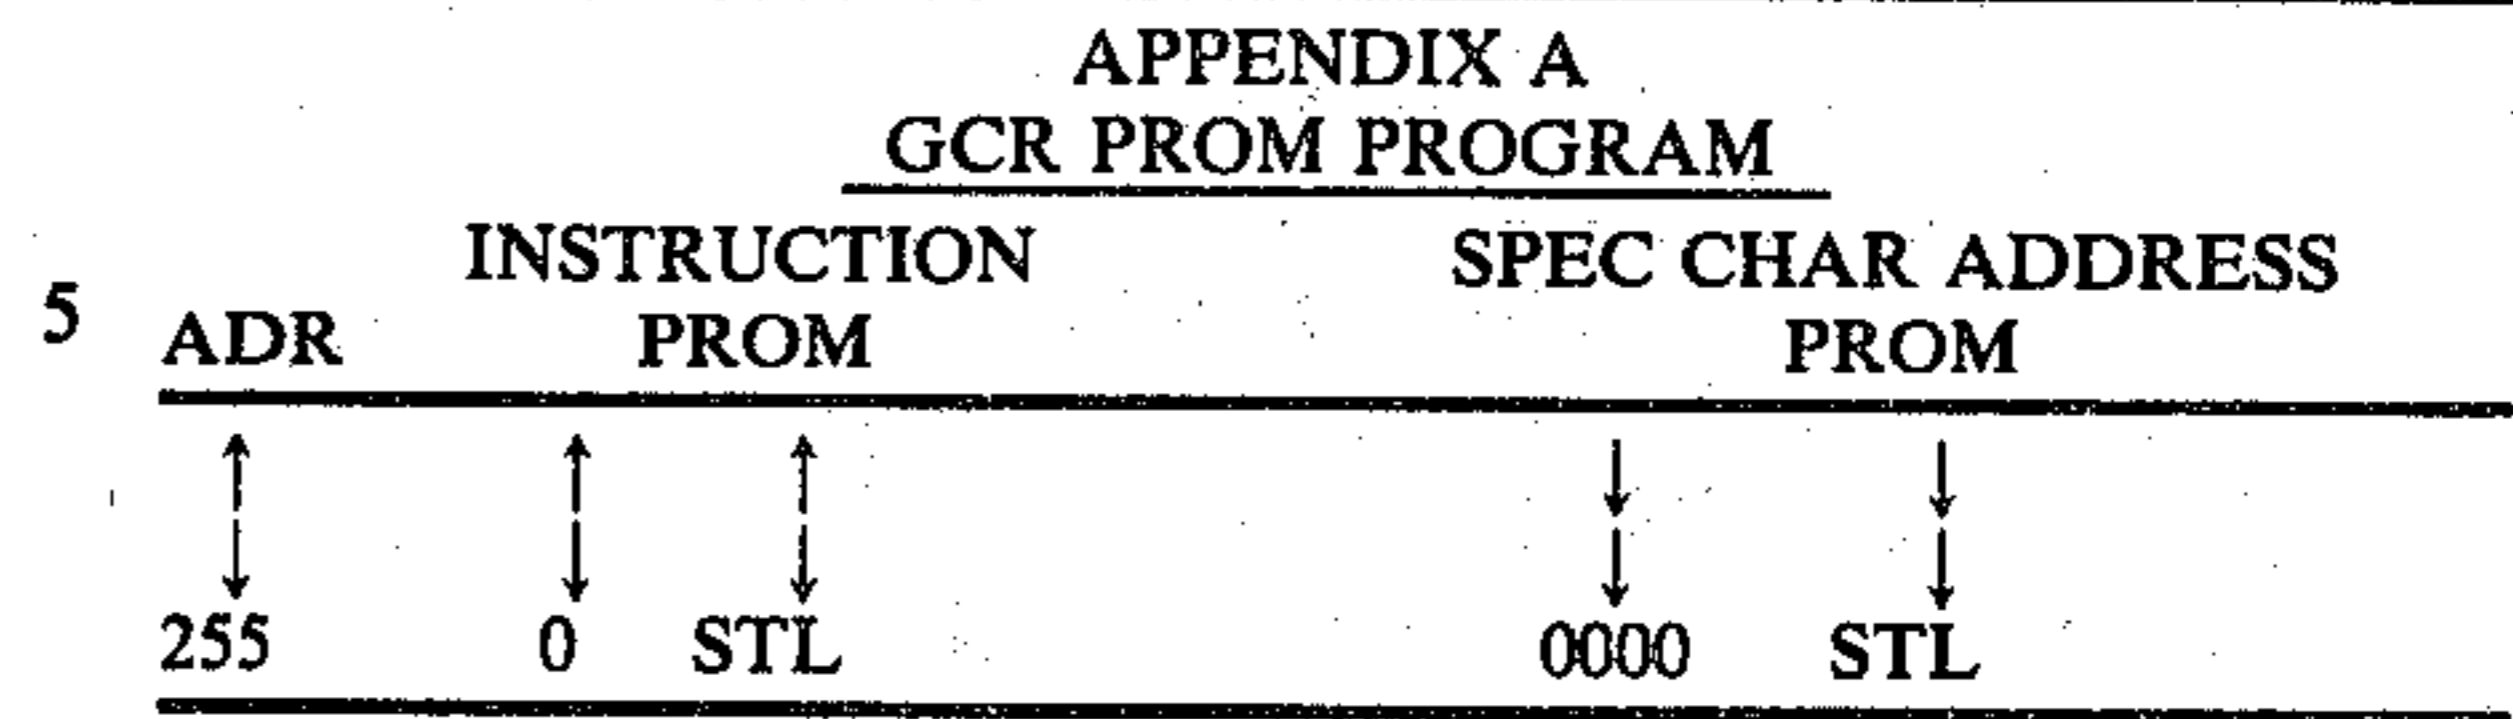 APPENDIX A
GCR PROM PROGRAM
INSTRUCTION SPEC CHAR ADDRESS
5 ADR PROM PROM
255 0 STL 0000 STL